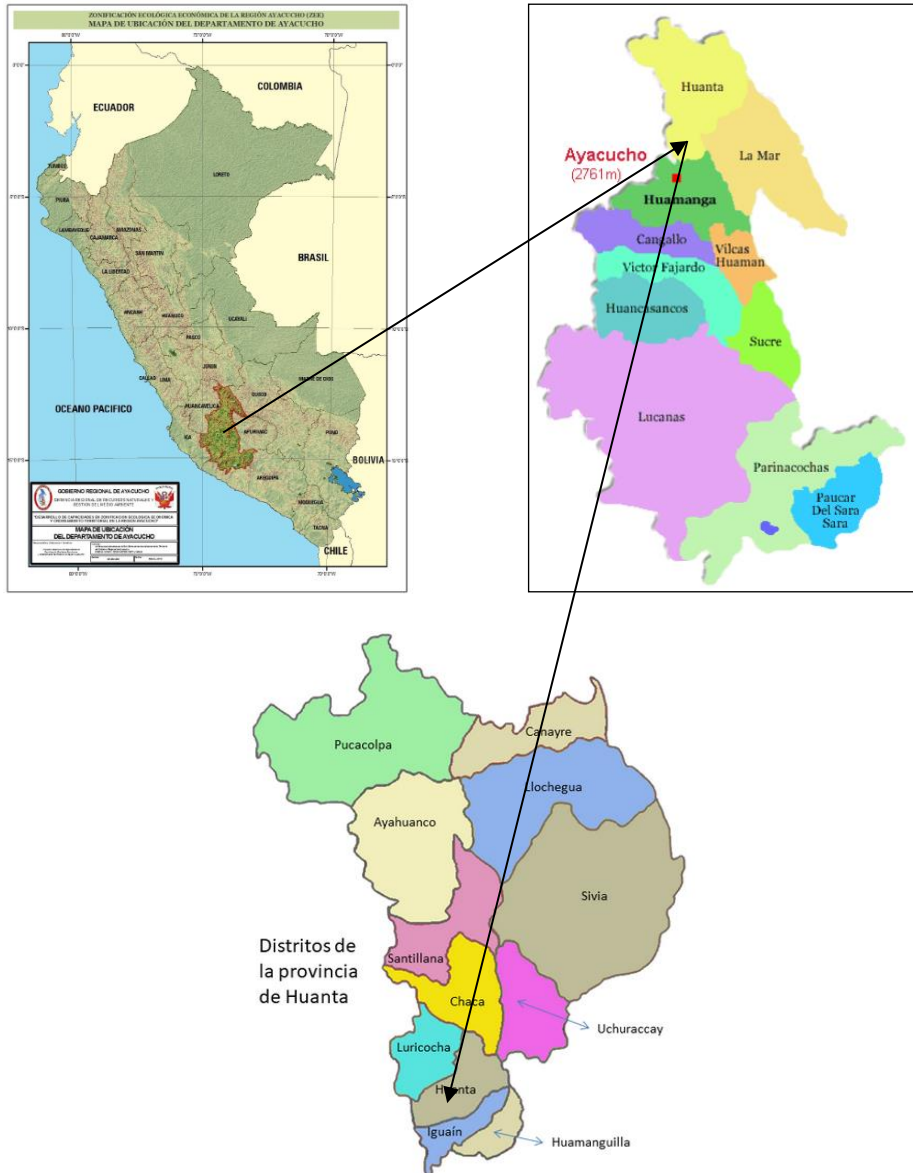 ZONIFICACIÓN ECOLÓGICA ECONÓMICA DE LA REGIÓN AYACUCHO (ZEE)
MAPA DE UBICACIÓN DEL DEPARTAMENTO DE AYACUCHO
COLOMBIA
ECUADOR
TUMBES
LORETO
PIURA
LAMBAYEQUE
AMAZONAS
CAJAMARCA
SAN MARTIN
BRASIL
LA LIBERTAD
ANCASH
HUANUCO
UCAYALI
PASCO
JUNIN
CALLAO
LIMA
MADRE DE DIOS
CUSCO
HUANCAVELICA
OCEANO PACIFICO
ICA
APURIMAC
PUNO
BOLIVIA
AREQUIPA
MOQUEGUA
TACNA
CHILE
GOBIERNO REGIONAL DE AYACUCHO
MAPA DE UBICACIÓN
DEL DEPARTAMENTO DE AYACUCHO
Huanta
Ayacucho
(2761m)
La Mar
Huamanga
Cangallo
Vilcas
Huaman
Victor Fajardo
Huancasancos
Sucre
Lucanas
Parinacochas
Paucar
Del Sara
Sara
Canayre
Pucacolpa
Llochegua
Ayahuanco
Sivia
Distritos de
la provincia
de Huanta
Santillana
Chaca
Uchuraccay
Luricocha
Huanta
Iguaín
Huamanguilla